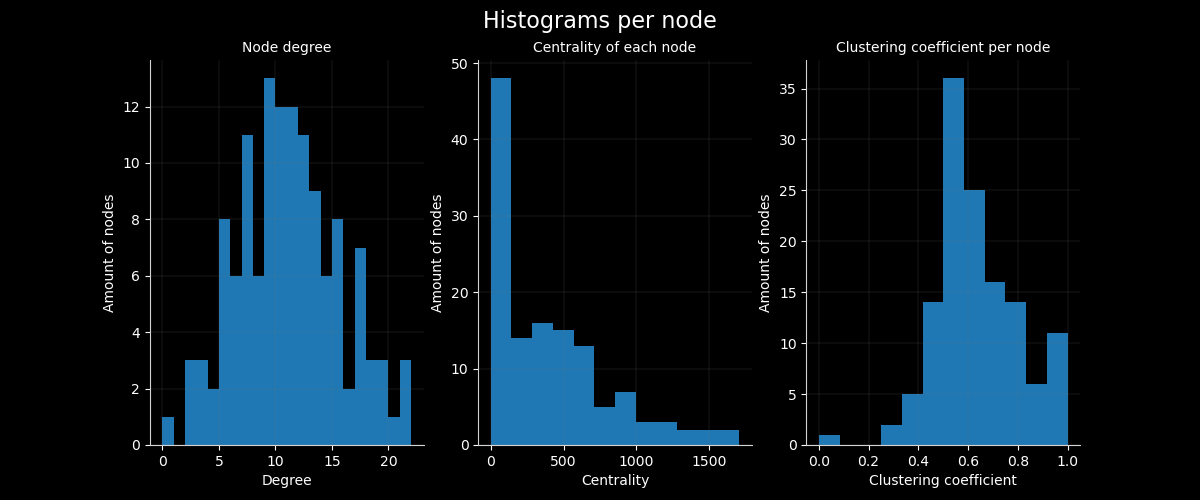 Histograms per node
Node degree
Amount of nodes
12
10
8
6
4
2
0
0 5 10 15 20
Degree
Centrality of each node
Amount of nodes
50
40
30
20
10
0
0 500 1000 1500
Centrality
Clustering coefficient per node
Amount of nodes
35
30
25
20
15
10
5
0
0.0 0.2 0.4 0.6 0.8 1.0
Clustering coefficient